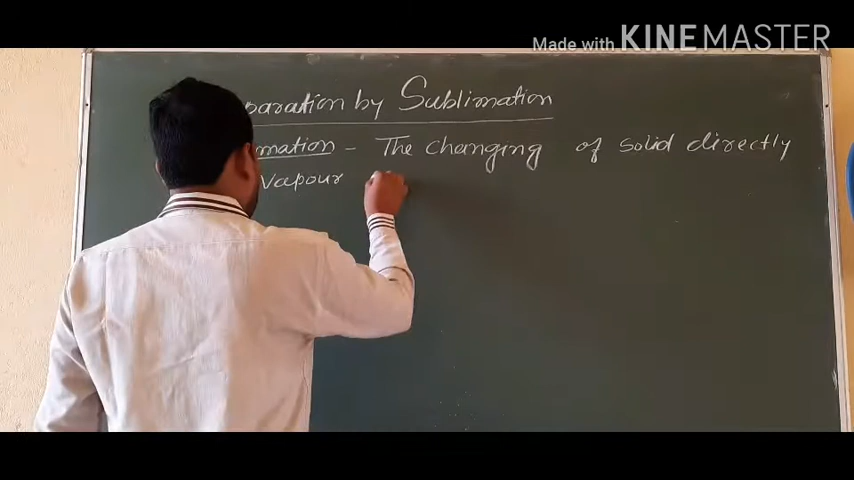 Made with KINEMASTER
paration by Sublimation
mation - The changing of solid directly
Vapour